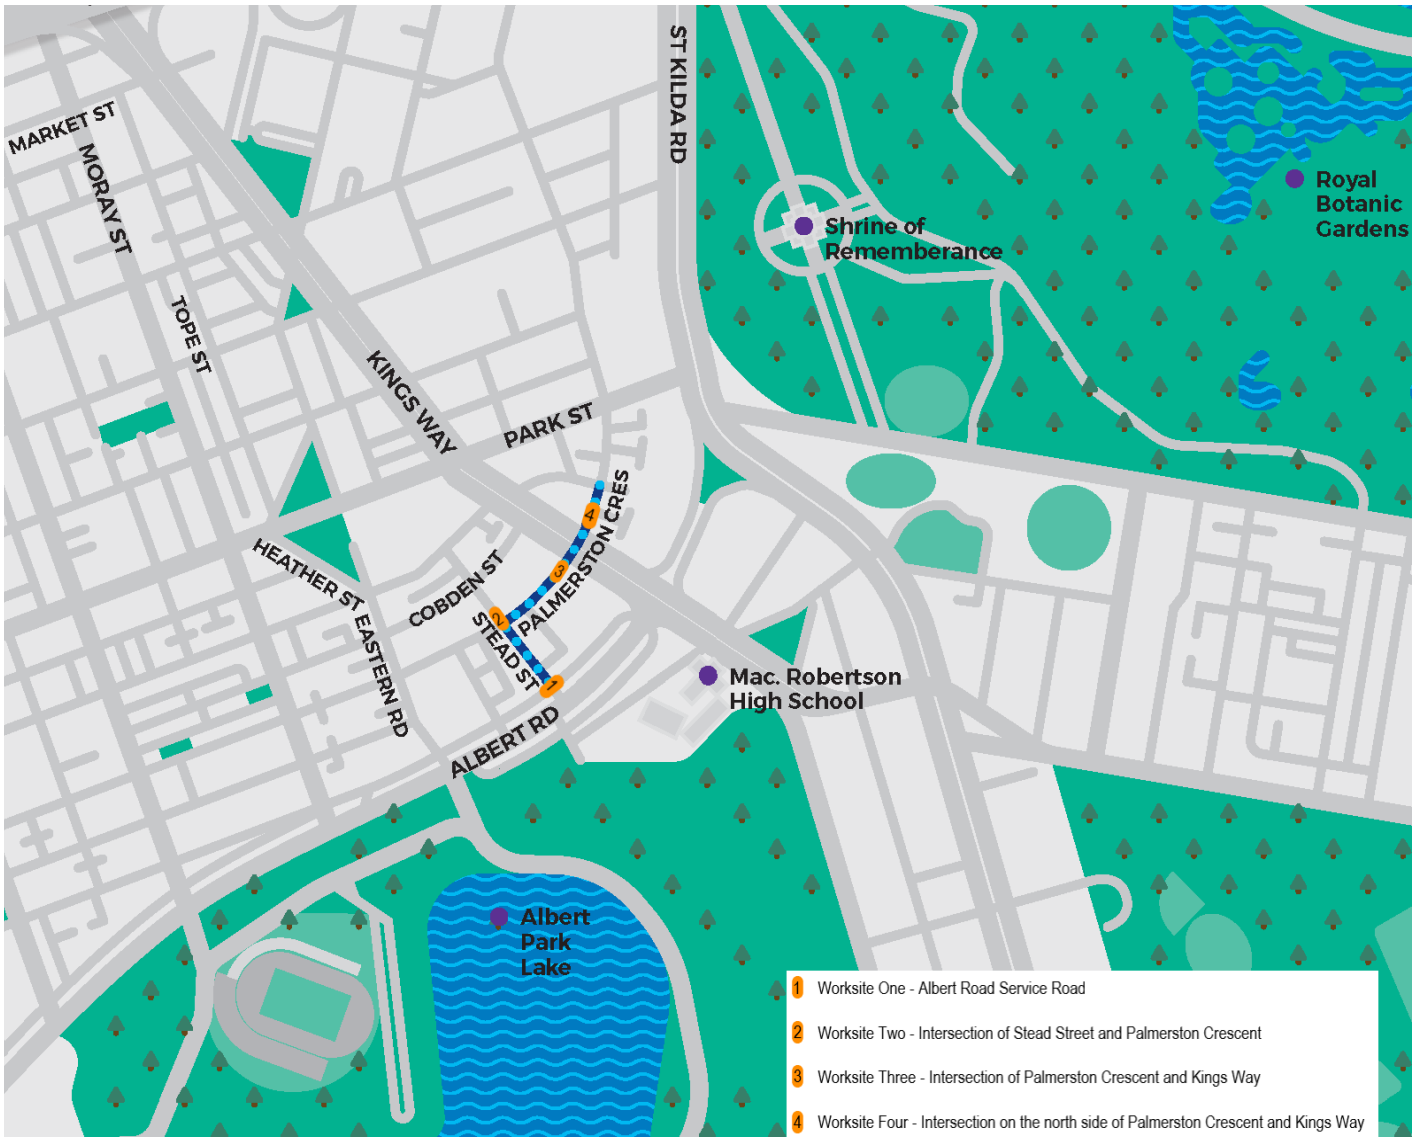 ST KILDA RD
MARKET ST
MORAY ST
Royal
Botanic
Gardens
Shrine of
Rememberance
TOPE ST
KINGS WAY
PARK ST
HEATHER ST
EASTERN RD
COBDEN ST
PALMERSTON CRES
STEAD ST
4
3
2
1
Mac. Robertson
High School
ALBERT RD
Albert
Park
Lake
1 Worksite One - Albert Road Service Road
2 Worksite Two - Intersection of Stead Street and Palmerston Crescent
3 Worksite Three - Intersection of Palmerston Crescent and Kings Way
4 Worksite Four - Intersection on the north side of Palmerston Crescent and Kings Way